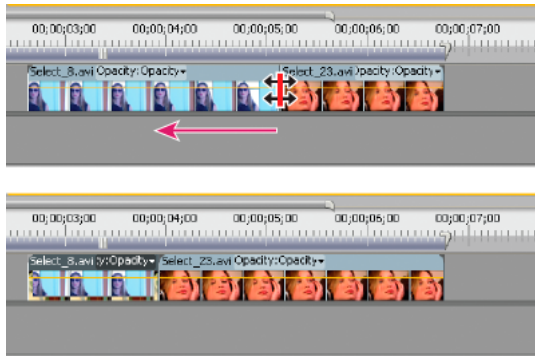 00;00;03;00 00;00;04;00 00;00;05;00 00;00;06;00 00;00;07;00
Select_8.avi Opacity:Opacity Select_23.avi pacity:Opacity
00;00;03;00 00;00;04;00 00;00;05;00 00;00;06;00 00;00;07;00
Select_8.avi y:Opacity Select_23.avi Opacity:Opacity